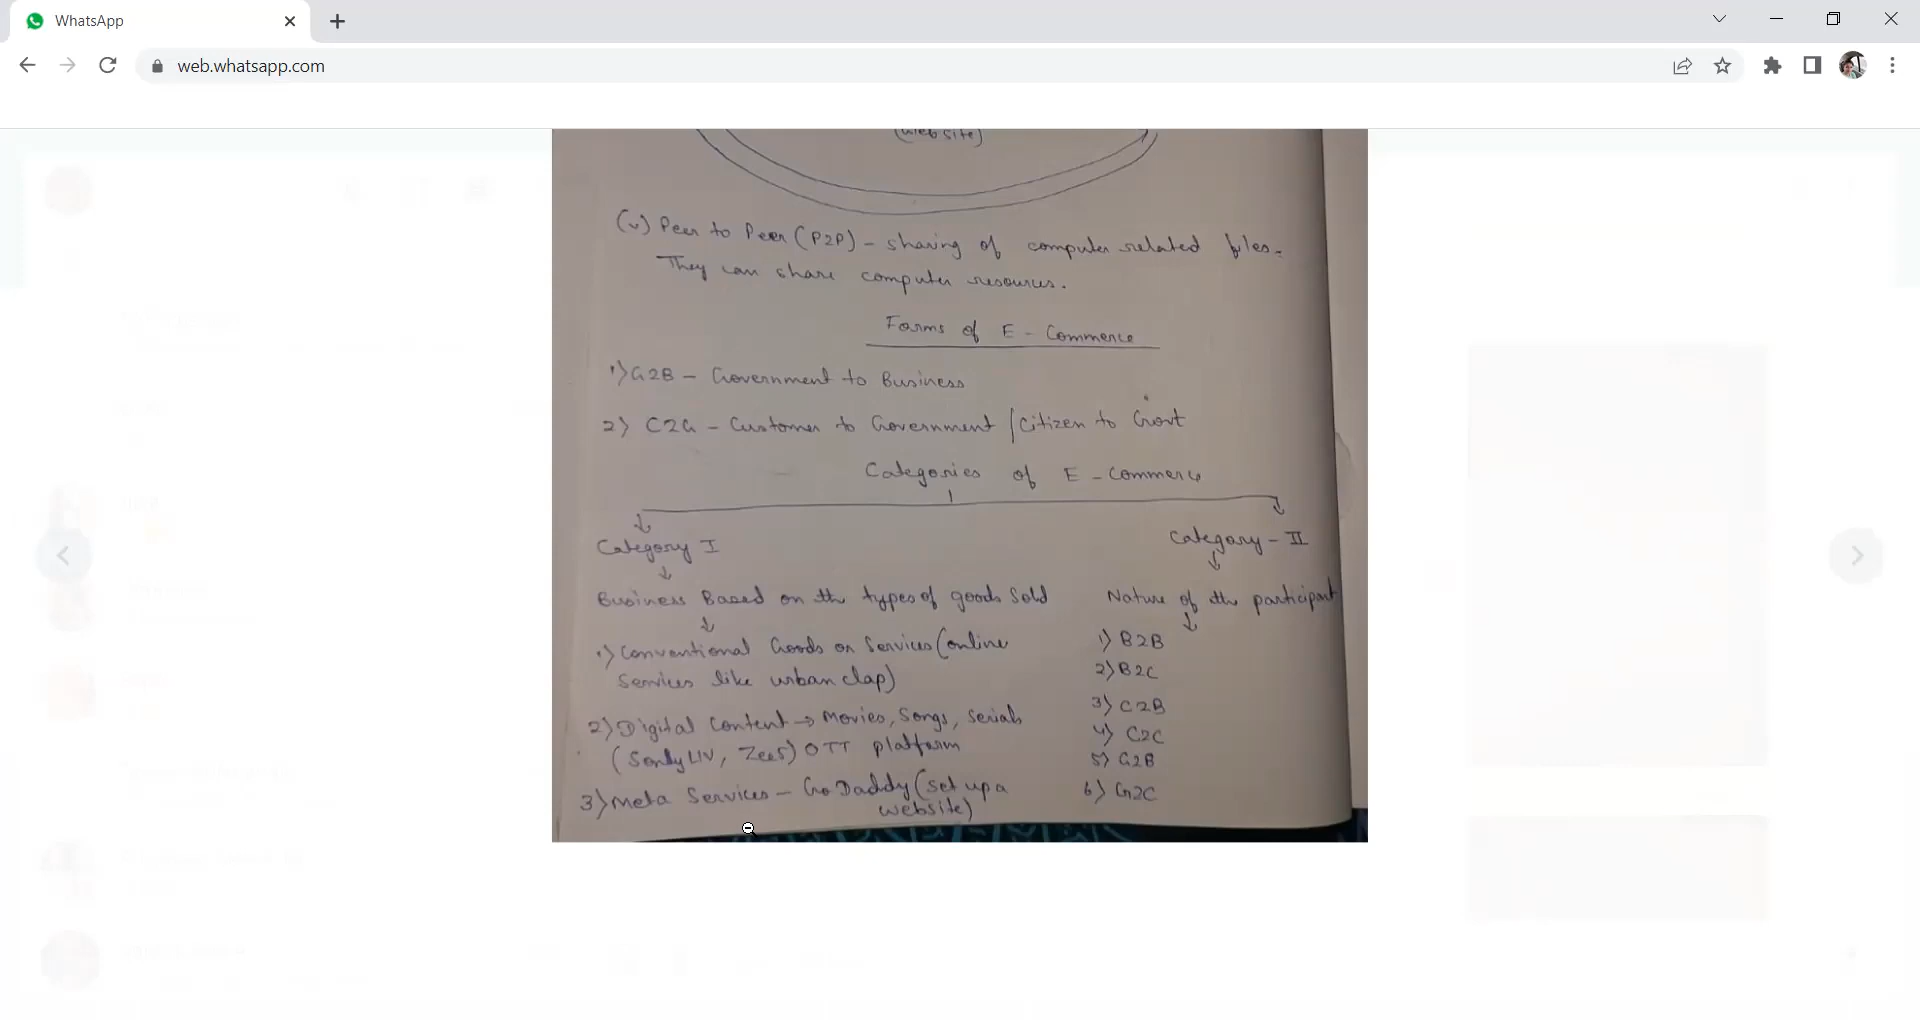 WhatsApp
web.whatsapp.com
(website)
(v) Peer to Peer (P2P) - sharing of computer related files.
They can share computer resources.
Forms of E - Commerce
1) G2B - Government to Business
2) C2G - Customer to Government / Citizen to Govt
Categories of E - Commerce
Category I
Category - II
Business Based on the types of goods sold
Nature of the participant
1) Conventional Goods or Services (online
services like urban clap)
2) Digital Content → Movies, Songs, Serials
(Sonly LIV, Zee5) OTT platform
3) Meta Services - Go Daddy (set up a
website)
1) B2B
2) B2C
3) C2B
4) C2C
5) G2B
6) G2C